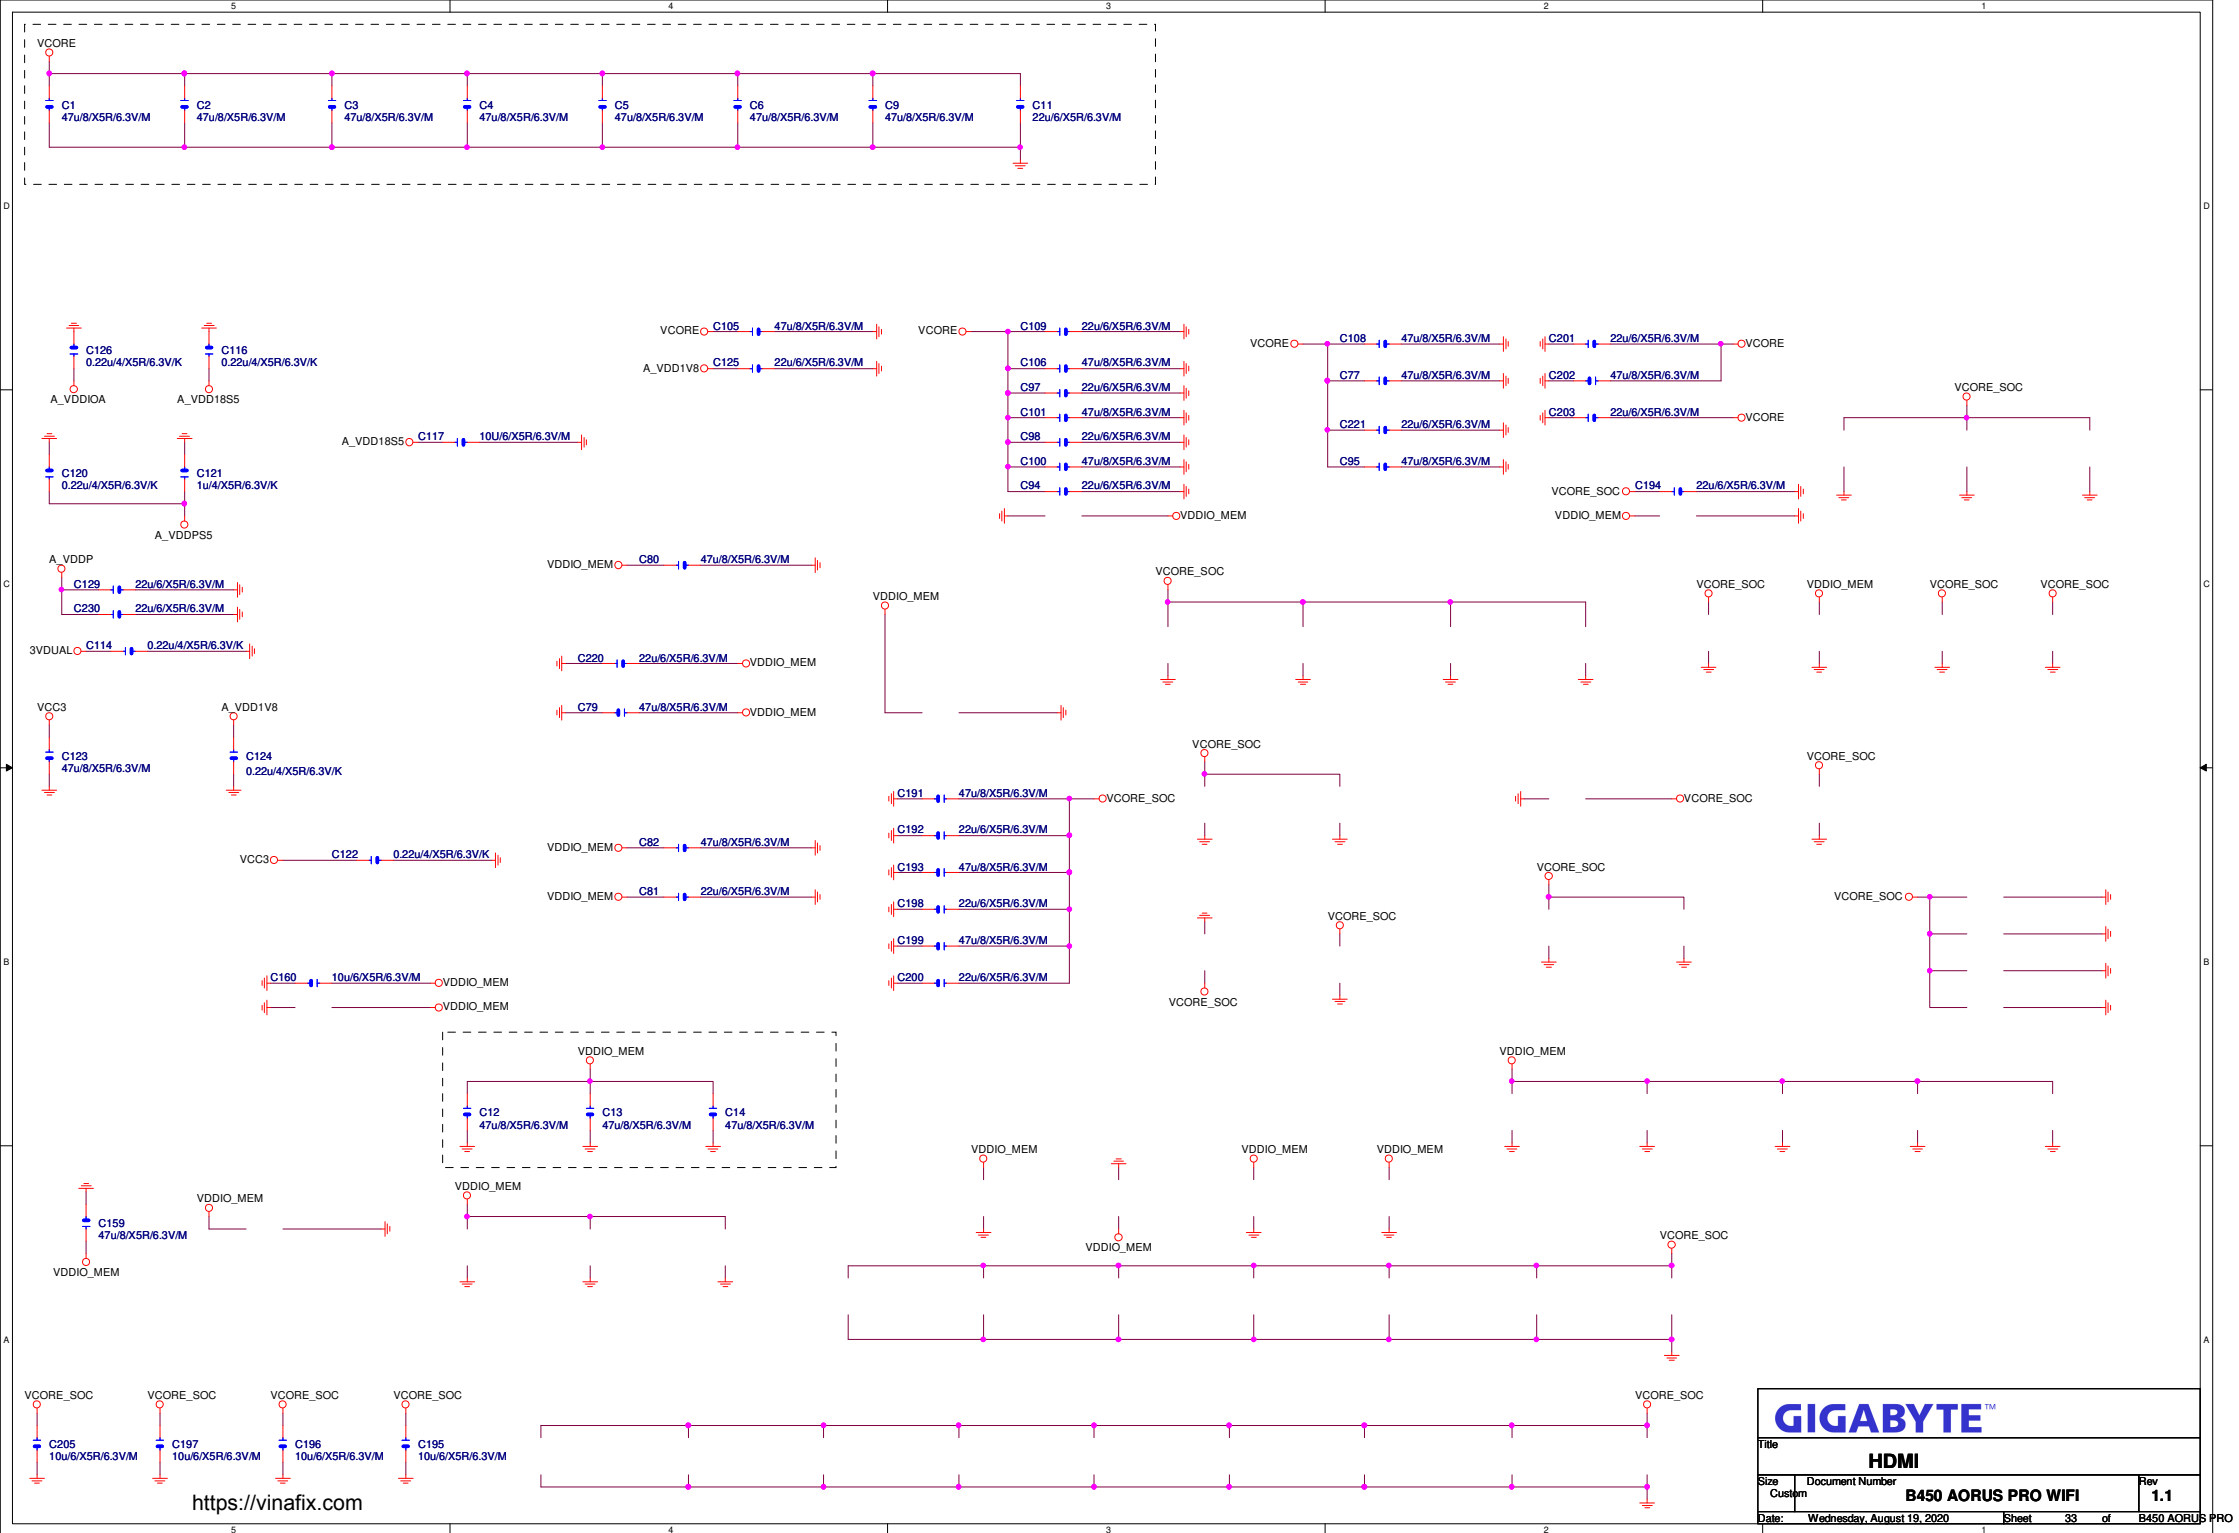 5 4 3 2 1
VCORE
C1 C2 C3 C4 C5 C6 C9 C11
47u/8/X5R/6.3V/M 47u/8/X5R/6.3V/M 47u/8/X5R/6.3V/M 47u/8/X5R/6.3V/M 47u/8/X5R/6.3V/M 47u/8/X5R/6.3V/M 47u/8/X5R/6.3V/M 22u/6/X5R/6.3V/M
D D
C126
0.22u/4/X5R/6.3V/K
A_VDDIOA
C116
0.22u/4/X5R/6.3V/K
A_VDD18S5
VCORE C105 47u/8/X5R/6.3V/M
A_VDD1V8 C125 22u/6/X5R/6.3V/M
VCORE C109 22u/6/X5R/6.3V/M
C106 47u/8/X5R/6.3V/M
C97 22u/6/X5R/6.3V/M
C101 47u/8/X5R/6.3V/M
C98 22u/6/X5R/6.3V/M
C100 47u/8/X5R/6.3V/M
C94 22u/6/X5R/6.3V/M
VDDIO_MEM
VCORE C108 47u/8/X5R/6.3V/M
C77 47u/8/X5R/6.3V/M
C221 22u/6/X5R/6.3V/M
C95 47u/8/X5R/6.3V/M
C201 22u/6/X5R/6.3V/M VCORE
C202 47u/8/X5R/6.3V/M
C203 22u/6/X5R/6.3V/M VCORE
VCORE_SOC
VCORE_SOC C194 22u/6/X5R/6.3V/M
VDDIO_MEM
A_VDD18S5 C117 10U/6/X5R/6.3V/M
C120
0.22u/4/X5R/6.3V/K
C121
1u/4/X5R/6.3V/K
A_VDDPS5
C C
A_VDDP
C129 22u/6/X5R/6.3V/M
C230 22u/6/X5R/6.3V/M
3VDUAL C114 0.22u/4/X5R/6.3V/K
VDDIO_MEM C80 47u/8/X5R/6.3V/M
C220 22u/6/X5R/6.3V/M VDDIO_MEM
C79 47u/8/X5R/6.3V/M VDDIO_MEM
VDDIO_MEM
VCORE_SOC
VCORE_SOC VDDIO_MEM VCORE_SOC VCORE_SOC
VCC3
C123
47u/8/X5R/6.3V/M
A_VDD1V8
C124
0.22u/4/X5R/6.3V/K
VCC3 C122 0.22u/4/X5R/6.3V/K
VDDIO_MEM C82 47u/8/X5R/6.3V/M
VDDIO_MEM C81 22u/6/X5R/6.3V/M
C191 47u/8/X5R/6.3V/M VCORE_SOC
C192 22u/6/X5R/6.3V/M
C193 47u/8/X5R/6.3V/M
C198 22u/6/X5R/6.3V/M
C199 47u/8/X5R/6.3V/M
C200 22u/6/X5R/6.3V/M
VCORE_SOC
VCORE_SOC
VCORE_SOC
VCORE_SOC
VCORE_SOC
VCORE_SOC
VCORE_SOC
B B
C160 10u/6/X5R/6.3V/M VDDIO_MEM
VDDIO_MEM
VDDIO_MEM
C12 C13 C14
47u/8/X5R/6.3V/M 47u/8/X5R/6.3V/M 47u/8/X5R/6.3V/M
VDDIO_MEM
VDDIO_MEM VDDIO_MEM VDDIO_MEM
VDDIO_MEM
C159
47u/8/X5R/6.3V/M
VDDIO_MEM
VDDIO_MEM
VDDIO_MEM
VCORE_SOC
A A
VCORE_SOC VCORE_SOC VCORE_SOC VCORE_SOC
C205 C197 C196 C195
10u/6/X5R/6.3V/M 10u/6/X5R/6.3V/M 10u/6/X5R/6.3V/M 10u/6/X5R/6.3V/M
VCORE_SOC
https://vinafix.com
GIGABYTE™
Title
HDMI
Size Document Number Rev
Custom B450 AORUS PRO WIFI 1.1
Date: Wednesday, August 19, 2020 Sheet 33 of B450 AORUS PRO
5 4 3 2 1